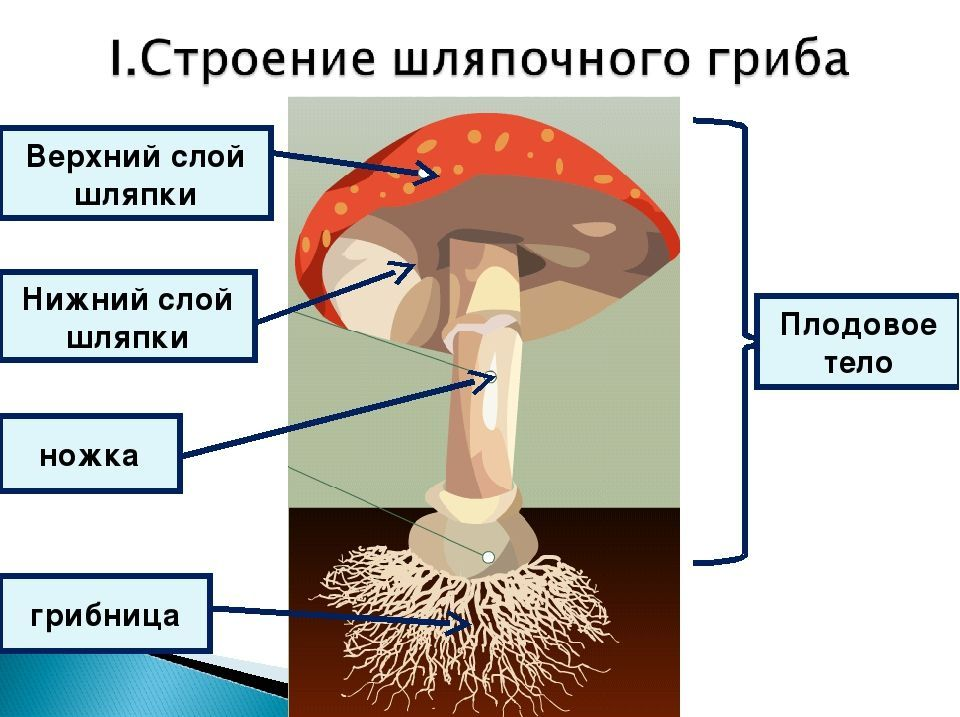 I.Строение шляпочного гриба
Верхний слой
шляпки
Нижний слой
шляпки
ножка
грибница
Плодовое
тело